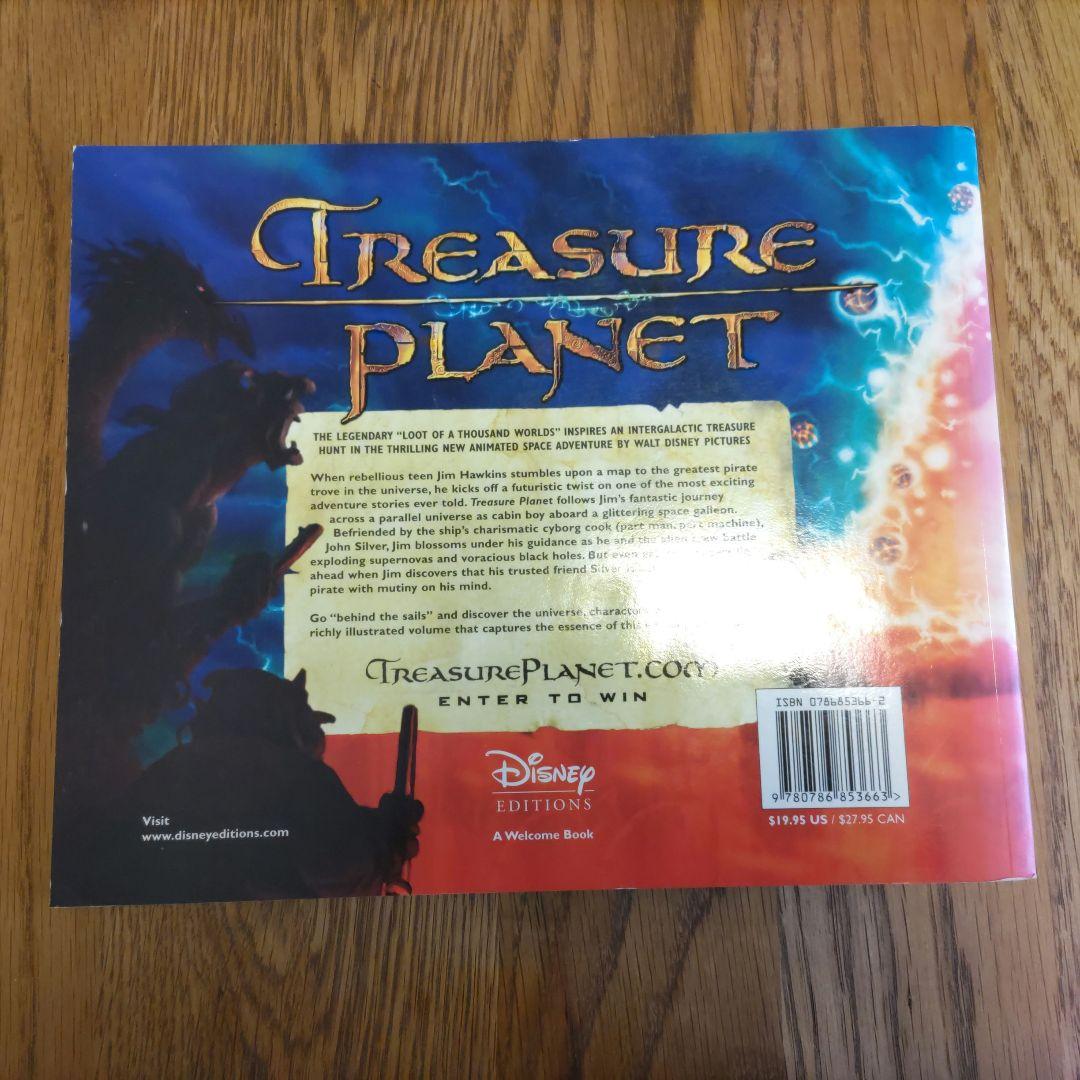 TREASURE
PLANET
THE LEGENDARY "LOOT OF A THOUSAND WORLDS" INSPIRES AN INTERGALACTIC TREASURE
HUNT IN THE THRILLING NEW ANIMATED SPACE ADVENTURE BY WALT DISNEY PICTURES
When rebellious teen Jim Hawkins stumbles upon a map to the greatest pirate
trove in the universe, he kicks off a futuristic twist on one of the most exciting
adventure stories ever told. Treasure Planet follows Jim's fantastic journey
across a parallel universe as cabin boy aboard a glittering space galleon.
Befriended by the ship's charismatic cyborg cook (part man, part machine),
John Silver, Jim blossoms under his guidance as he and the alien crew battle
exploding supernovas and voracious black holes. But even
ahead when Jim discovers that his trusted friend Silver
pirate with mutiny on his mind.
Go "behind the sails" and discover the universe,
richly illustrated volume that captures the essence of this
TREASUREPLANET.COM
ENTER TO WIN
ISBN 078685366-2
9 780786 853663 >
$19.95 US / $27.95 CAN
Disney
EDITIONS
A Welcome Book
Visit
www.disneyeditions.com